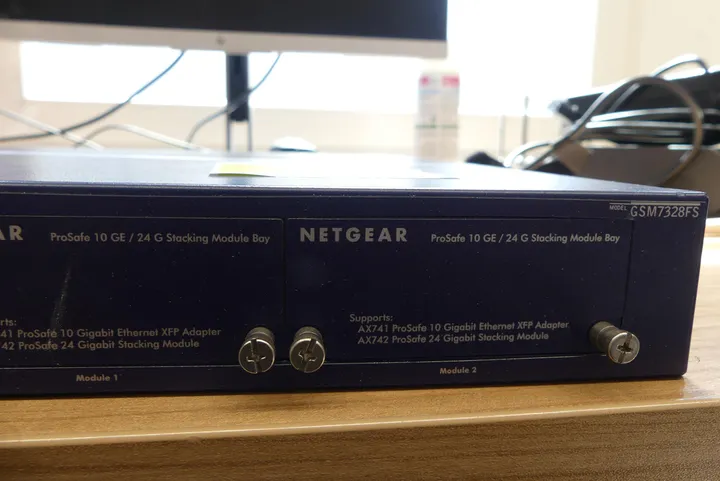 MODEL GSM7328FS
AR ProSafe 10 GE / 24 G Stacking Module Bay
NETGEAR ProSafe 10 GE / 24 G Stacking Module Bay
orts:
41 ProSafe 10 Gigabit Ethernet XFP Adapter
42 ProSafe 24 Gigabit Stacking Module
Supports:
AX741 ProSafe 10 Gigabit Ethernet XFP Adapter
AX742 ProSafe 24 Gigabit Stacking Module
Module 1
Module 2